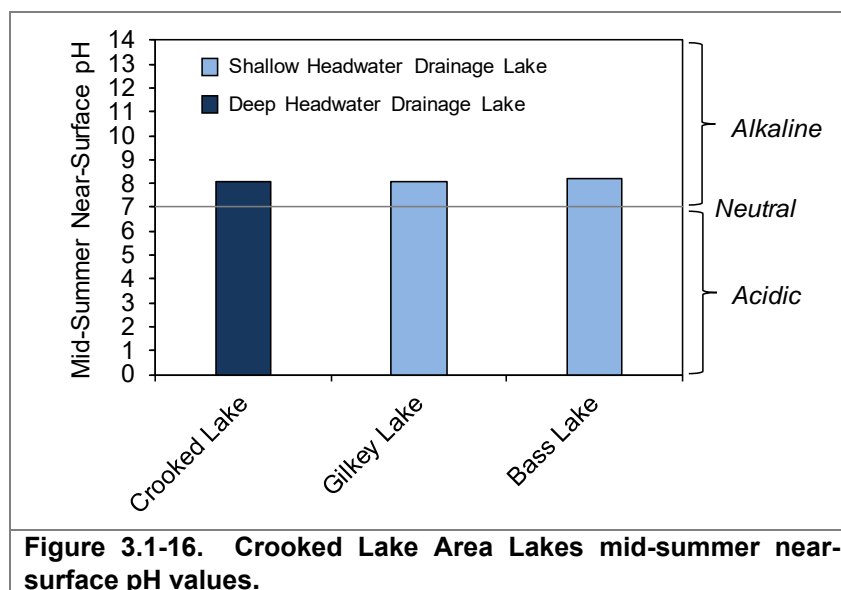 Mid-Summer Near-Surface pH
14
13
12
11
10
9
8
7
6
5
4
3
2
1
0
Shallow Headwater Drainage Lake
Deep Headwater Drainage Lake
Alkaline
Neutral
Acidic
Crooked Lake
Gilkey Lake
Bass Lake
Figure 3.1-16. Crooked Lake Area Lakes mid-summer near-
surface pH values.